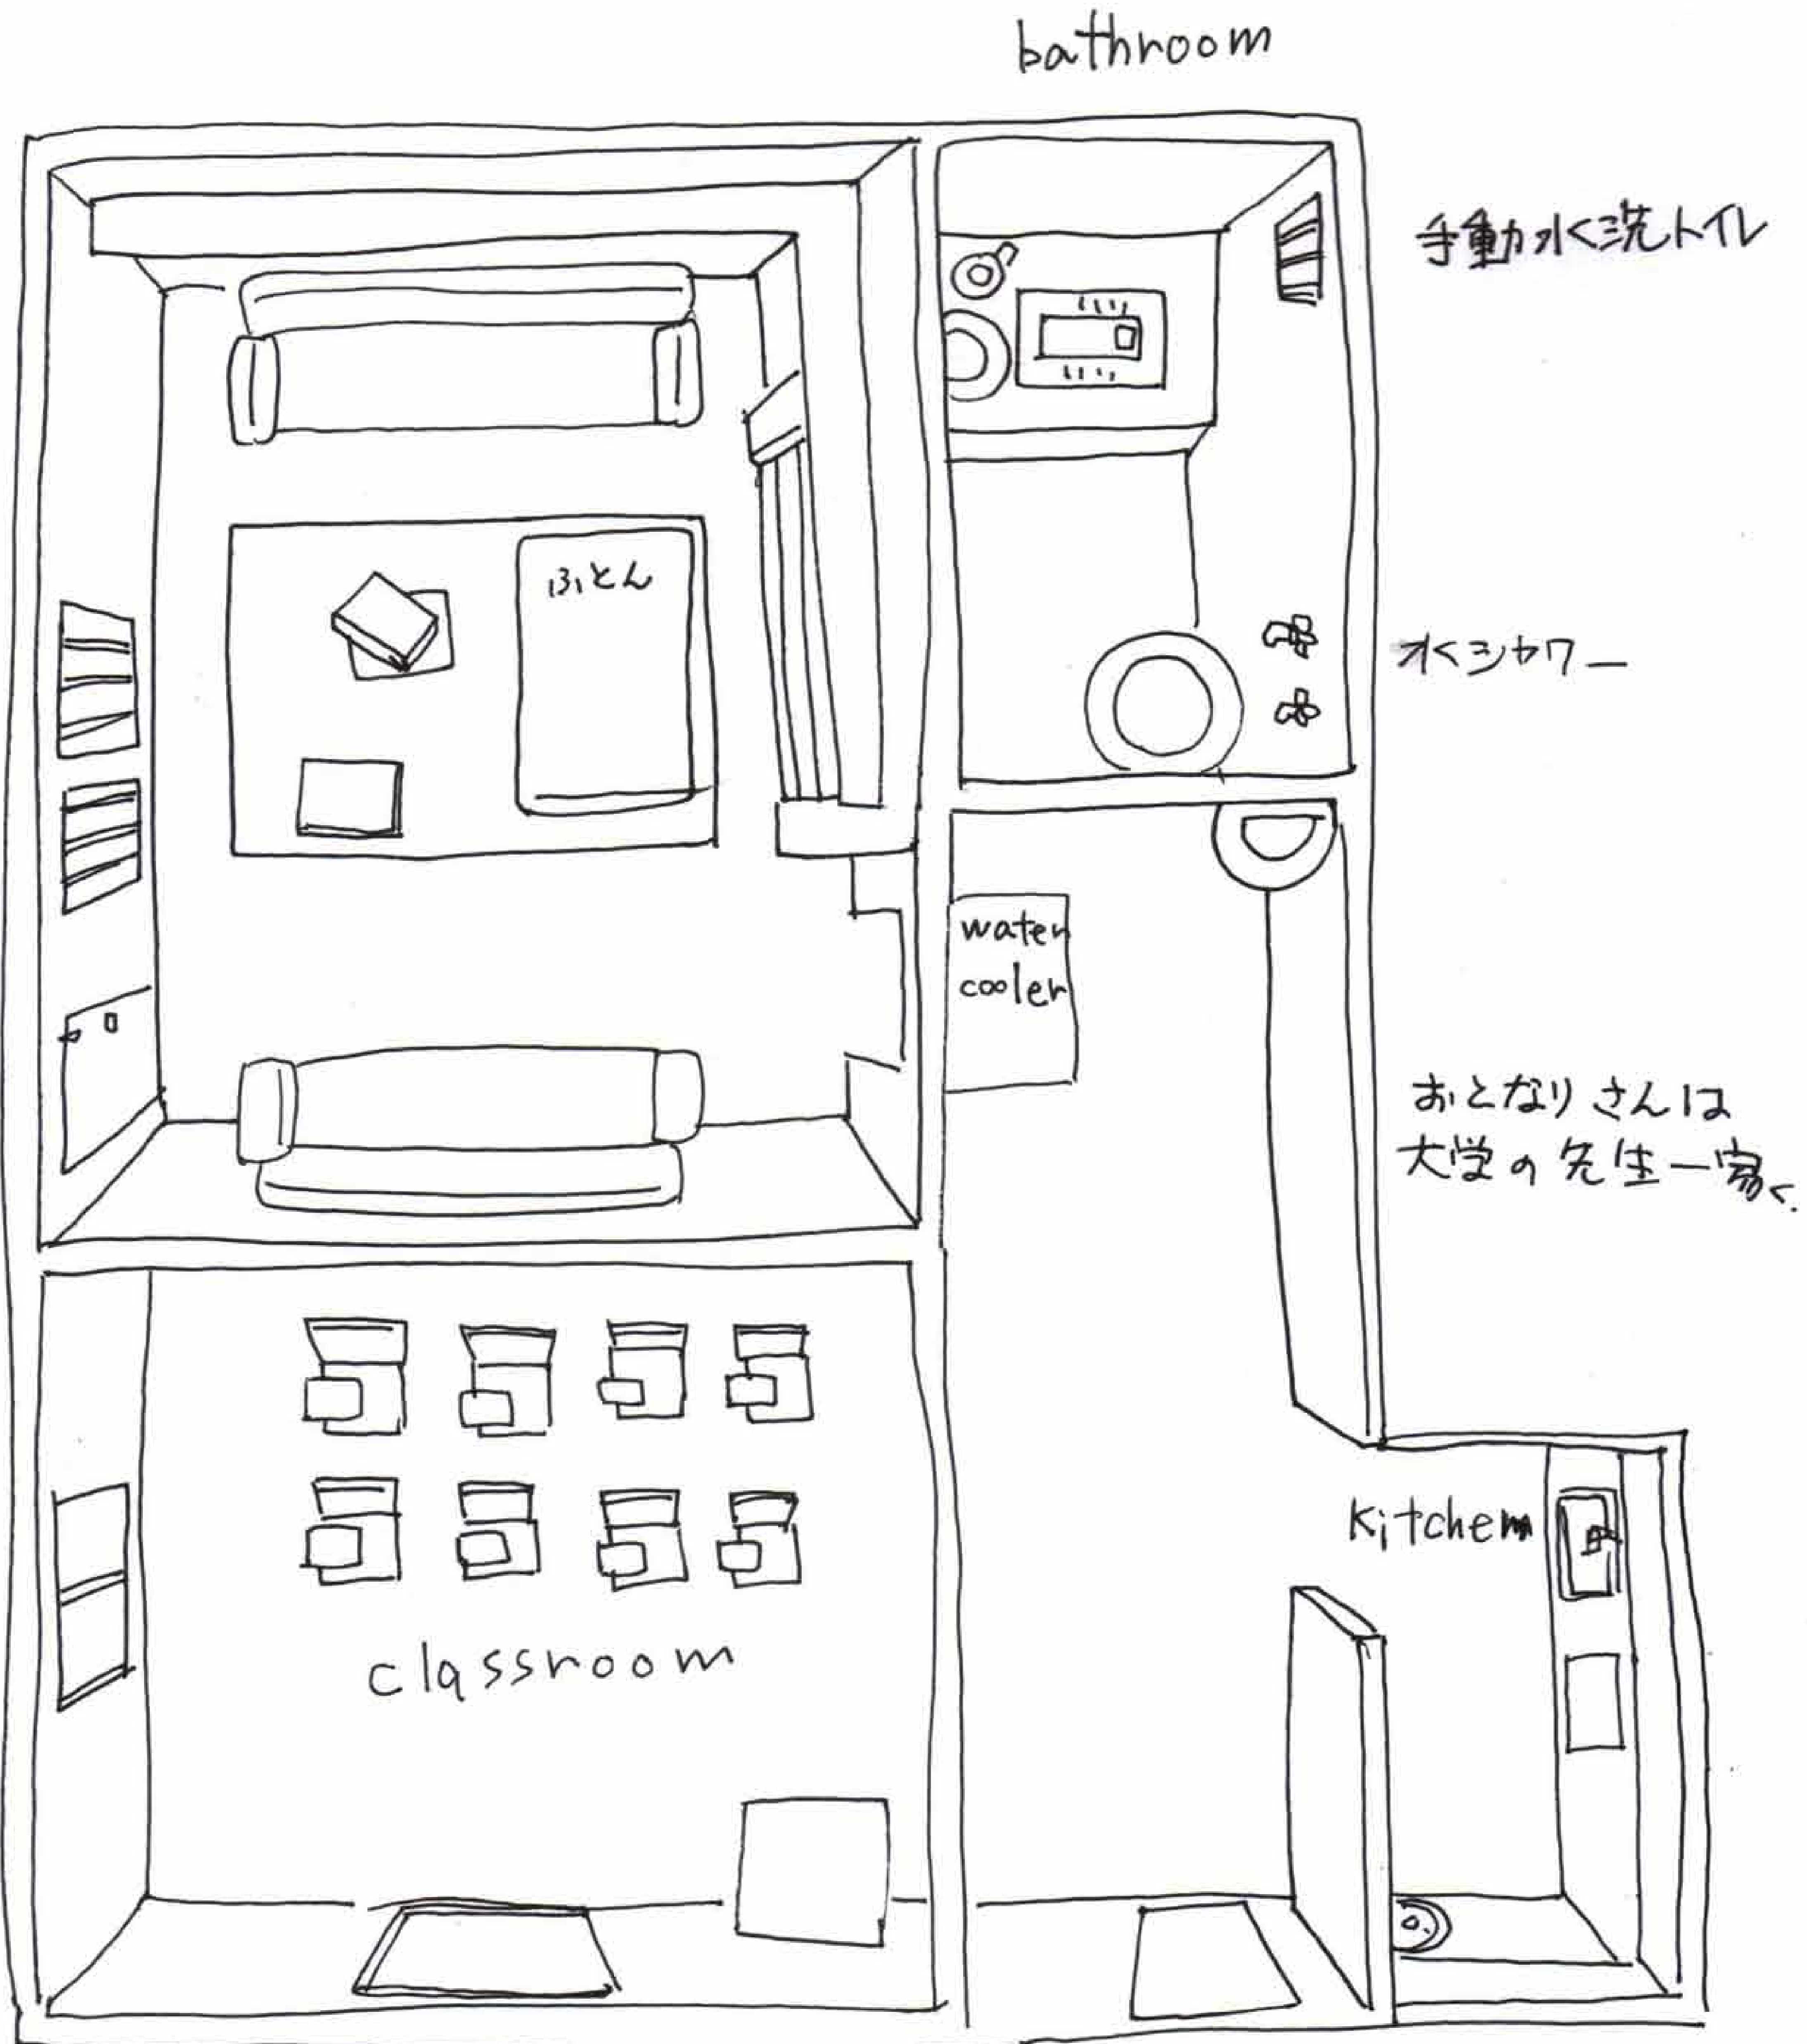 bathroom
手動水洗トイレ
ふとん
水シャワー
water
cooler
おとなりさんは
大学の先生一家。
Kitchem
classroom